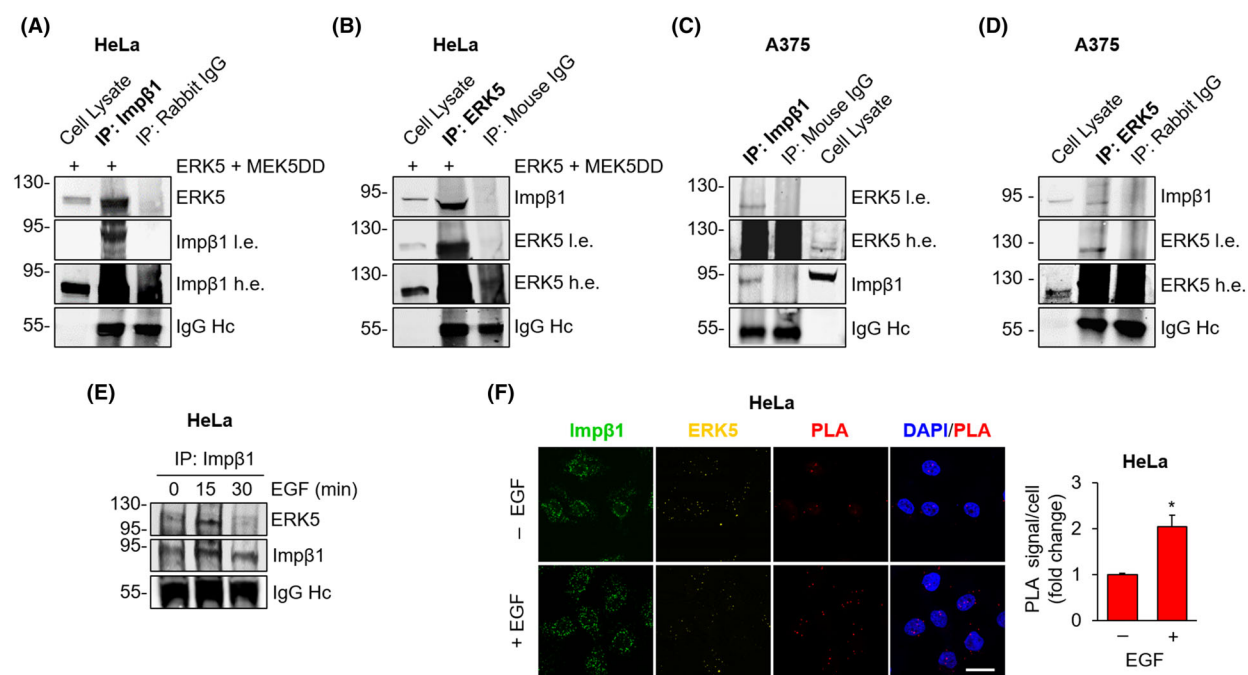 (A)
HeLa
Cell Lysate
IP: Impβ1
IP: Rabbit IgG
+ + ERK5 + MEK5DD
130- ERK5
95- Impβ1 l.e.
95- Impβ1 h.e.
55- IgG Hc
(B)
HeLa
Cell Lysate
IP: ERK5
IP: Mouse IgG
+ + ERK5 + MEK5DD
95- Impβ1
130- ERK5 l.e.
130- ERK5 h.e.
55- IgG Hc
(C)
A375
IP: Impβ1
IP: Mouse IgG
Cell Lysate
130- ERK5 l.e.
130- ERK5 h.e.
95- Impβ1
55- IgG Hc
(D)
A375
Cell Lysate
IP: ERK5
IP: Rabbit IgG
95 - Impβ1
130 - ERK5 l.e.
130 - ERK5 h.e.
55 - IgG Hc
(E)
HeLa
IP: Impβ1
0 15 30 EGF (min)
130-
95- ERK5
95- Impβ1
55- IgG Hc
(F)
HeLa
Impβ1 ERK5 PLA DAPI/PLA
– EGF
+ EGF
HeLa
PLA signal/cell
(fold change)
3
2
1
0
*
– +
EGF